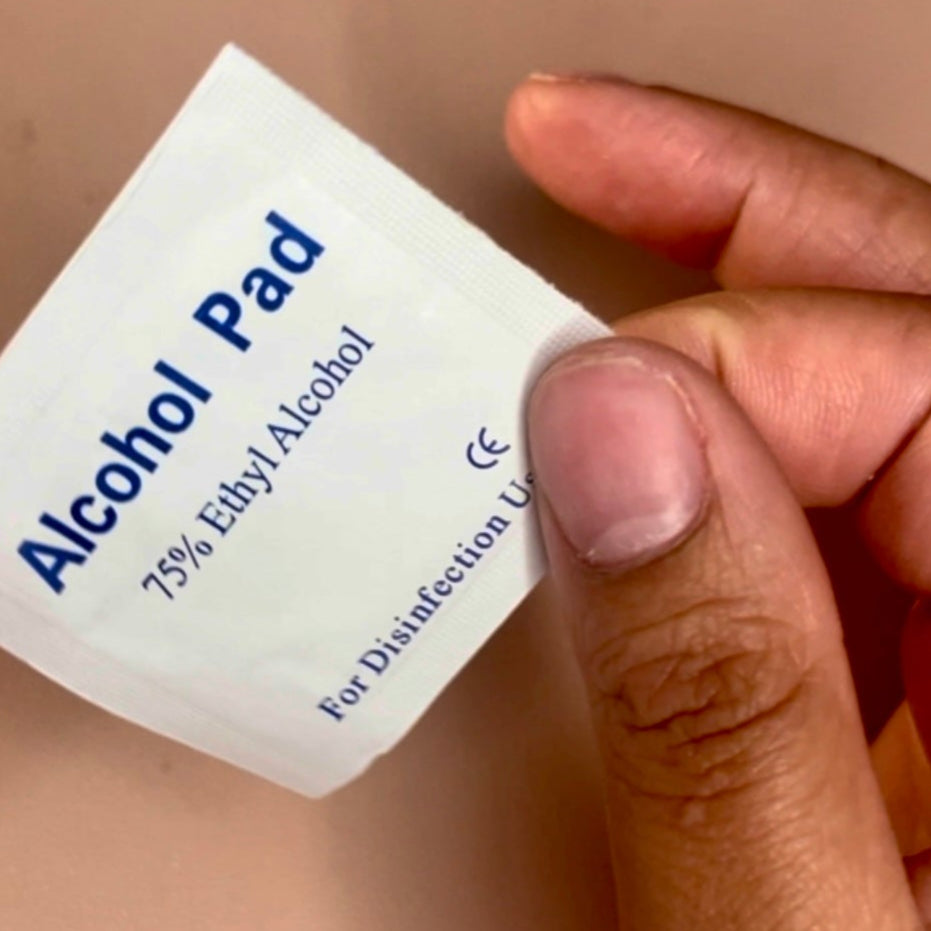 Alcohol Pad
75% Ethyl Alcohol
CE
For Disinfection